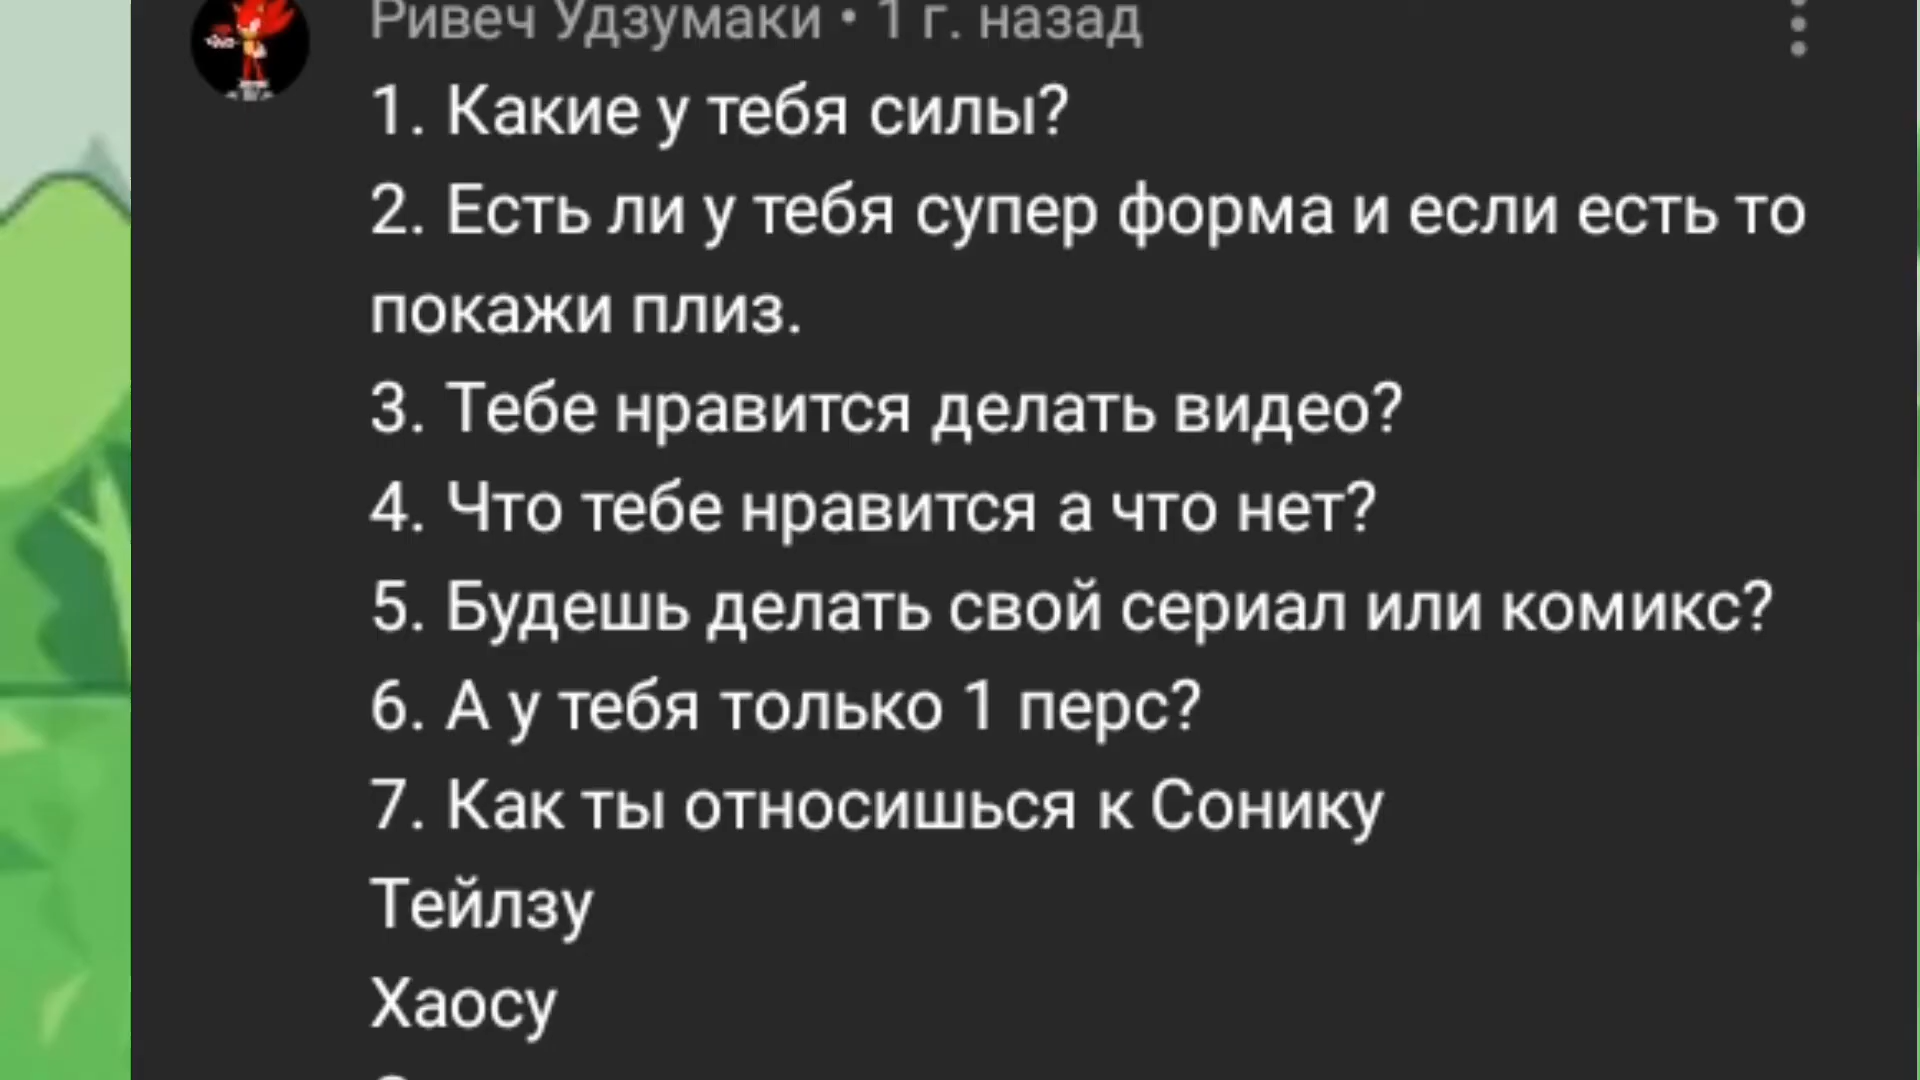 Ривеч Удзумаки • 1 г. назад
1. Какие у тебя силы?
2. Есть ли у тебя супер форма и если есть то
покажи плиз.
3. Тебе нравится делать видео?
4. Что тебе нравится а что нет?
5. Будешь делать свой сериал или комикс?
6. А у тебя только 1 перс?
7. Как ты относишься к Сонику
Тейлзу
Хаосу